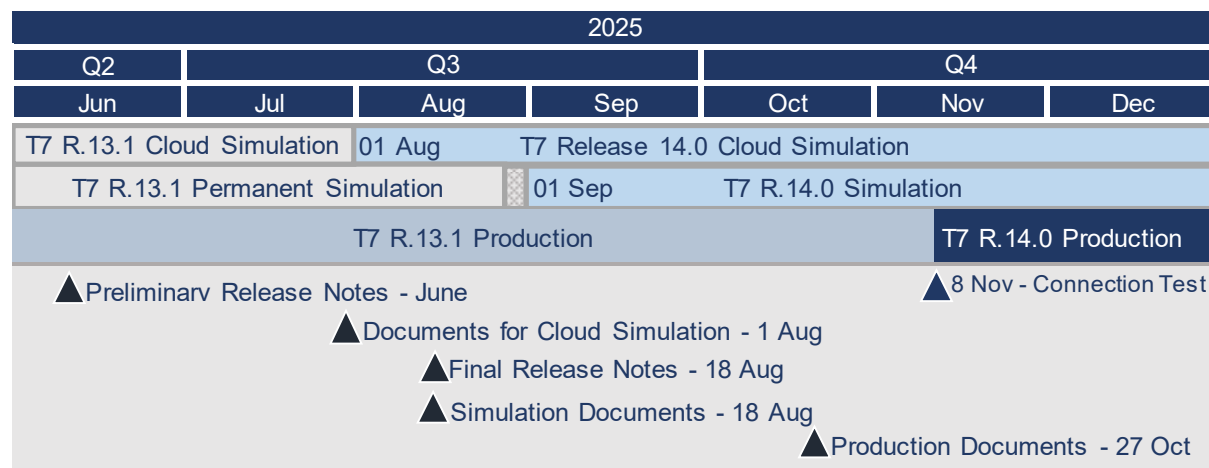 2025
Q2 Q3 Q4
Jun Jul Aug Sep Oct Nov Dec
T7 R.13.1 Cloud Simulation 01 Aug T7 Release 14.0 Cloud Simulation
T7 R.13.1 Permanent Simulation 01 Sep T7 R.14.0 Simulation
T7 R.13.1 Production T7 R.14.0 Production
Preliminary Release Notes - June
8 Nov - Connection Test
Documents for Cloud Simulation - 1 Aug
Final Release Notes - 18 Aug
Simulation Documents - 18 Aug
Production Documents - 27 Oct